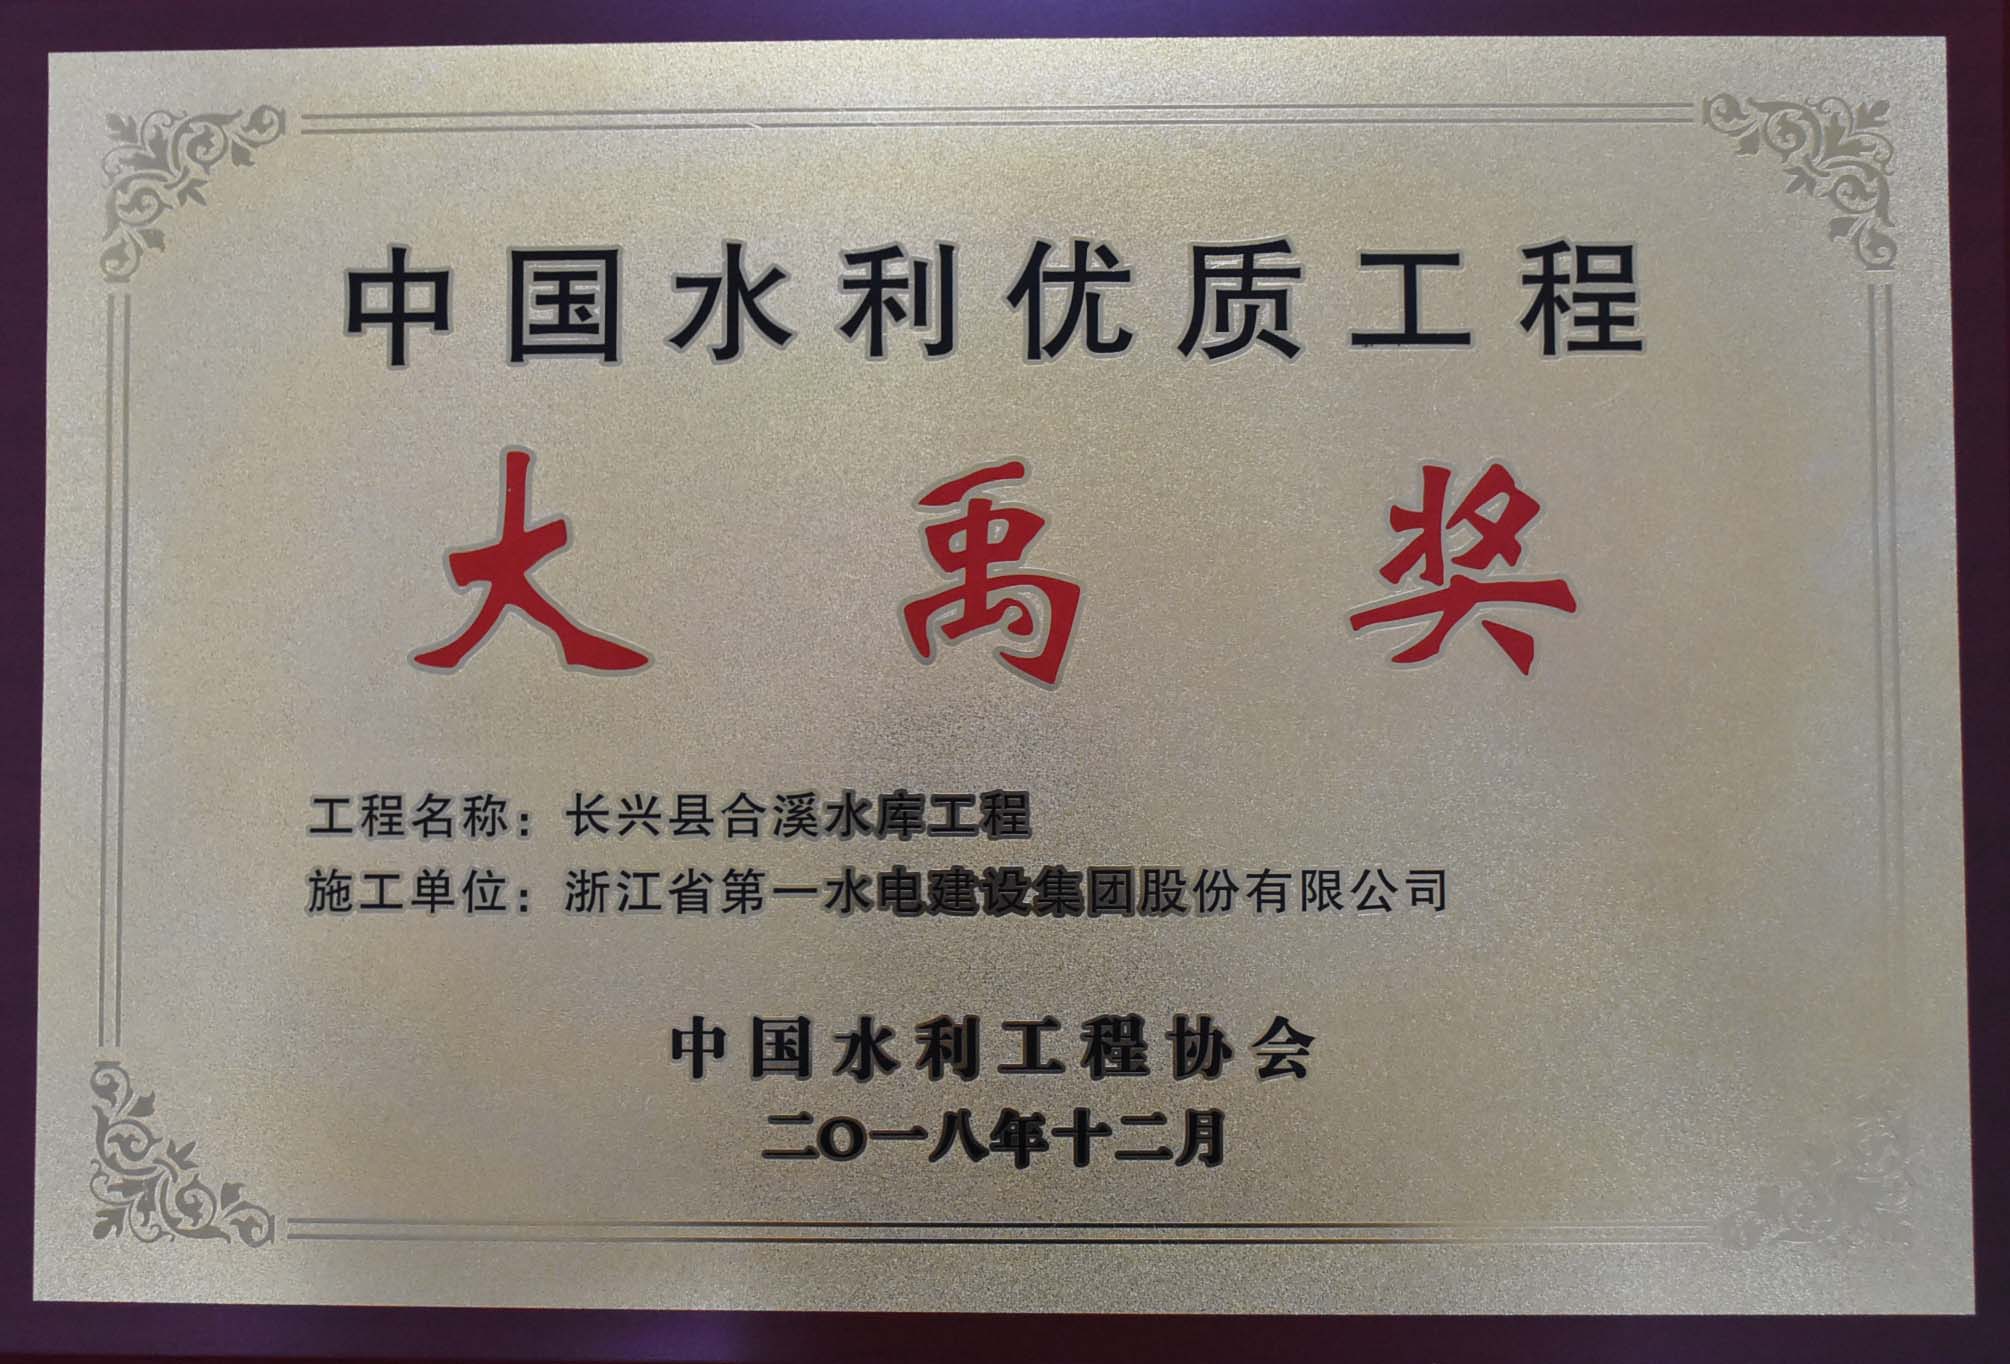 中国水利优质工程
大禹奖
工程名称：长兴县合溪水库工程
施工单位：浙江省第一水电建设集团股份有限公司
中国水利工程协会
二〇一八年十二月